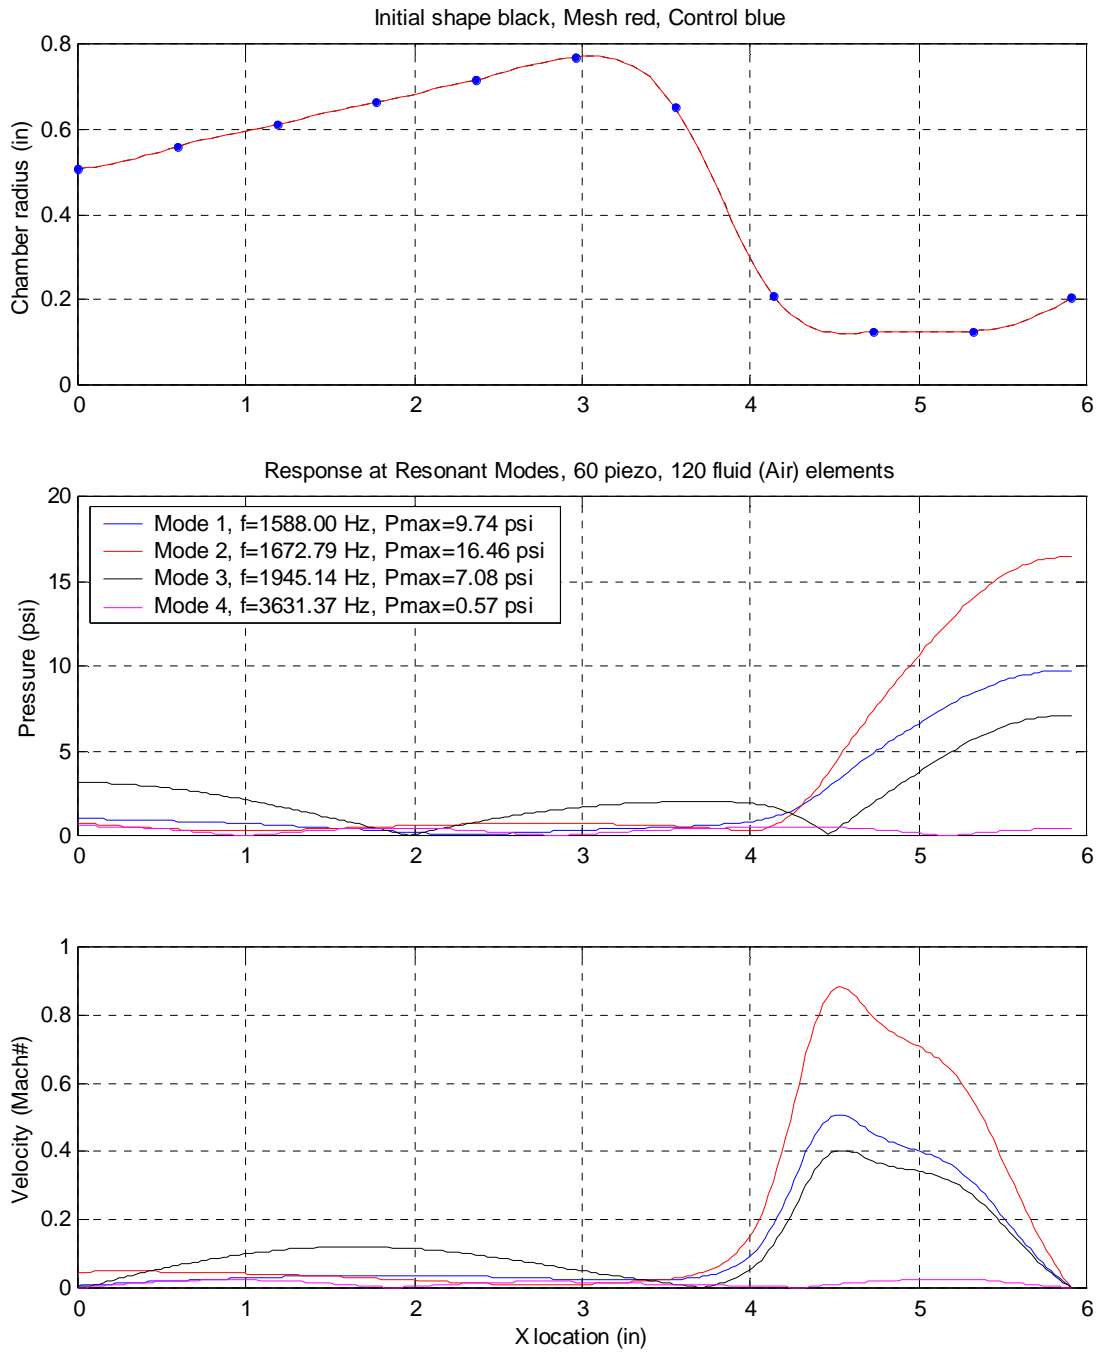 Initial shape black, Mesh red, Control blue
0.8
0.6
0.4
0.2
0
Chamber radius (in)
0 1 2 3 4 5 6
Response at Resonant Modes, 60 piezo, 120 fluid (Air) elements
20
15
10
5
0
Pressure (psi)
Mode 1, f=1588.00 Hz, Pmax=9.74 psi
Mode 2, f=1672.79 Hz, Pmax=16.46 psi
Mode 3, f=1945.14 Hz, Pmax=7.08 psi
Mode 4, f=3631.37 Hz, Pmax=0.57 psi
0 1 2 3 4 5 6
1
0.8
0.6
0.4
0.2
0
Velocity (Mach#)
0 1 2 3 4 5 6
X location (in)